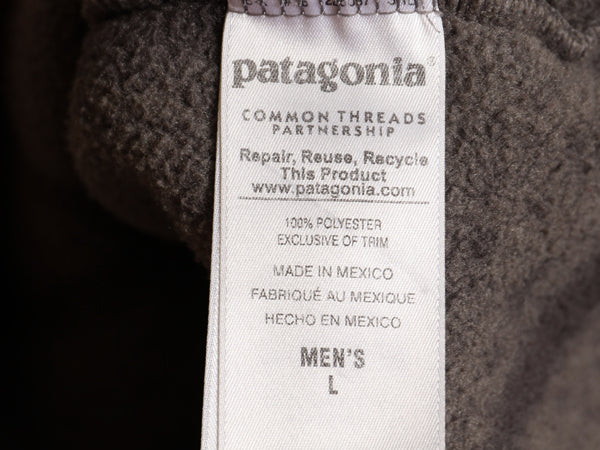 patagonia®
COMMON THREADS
PARTNERSHIP
Repair, Reuse, Recycle
This Product
www.patagonia.com
100% POLYESTER
EXCLUSIVE OF TRIM
MADE IN MEXICO
FABRIQUÉ AU MEXIQUE
HECHO EN MEXICO
MEN'S
L